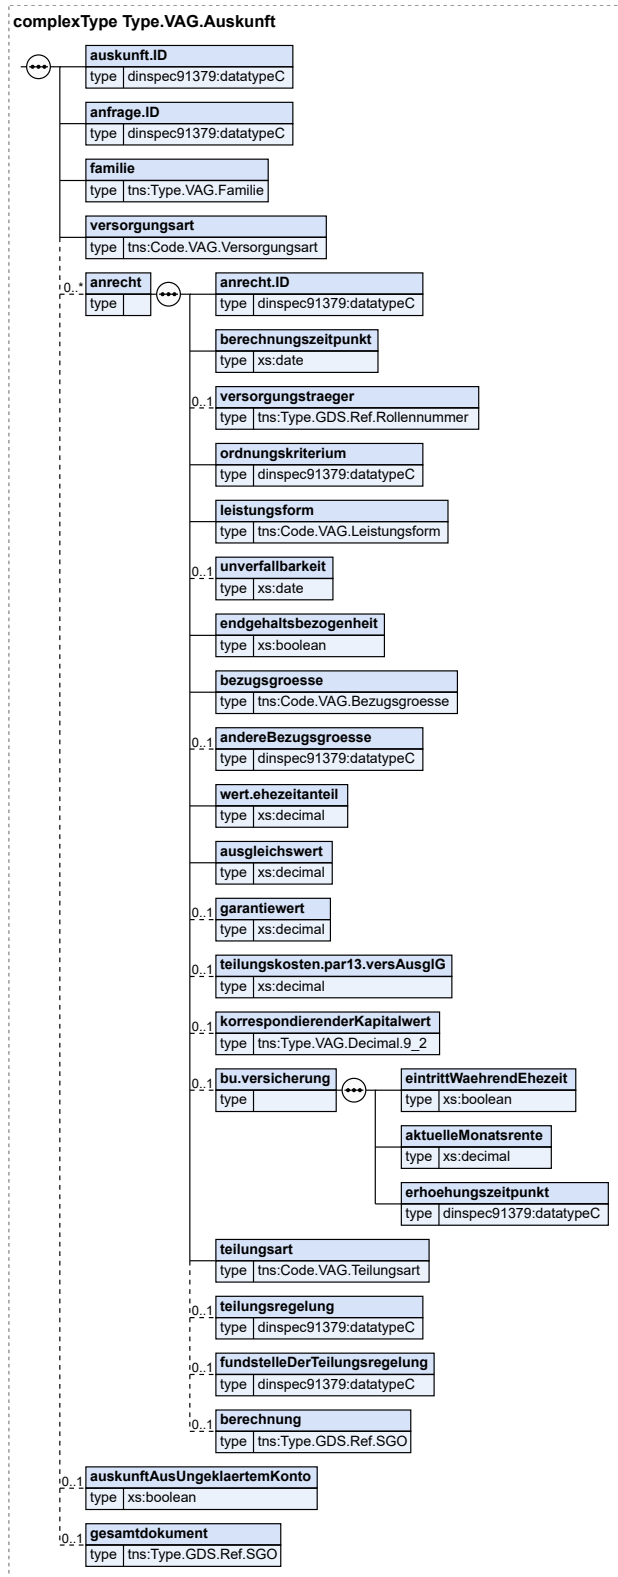 complexType Type.VAG.Auskunft
auskunft.ID
type dinspec91379:datatypeC
anfrage.ID
type dinspec91379:datatypeC
familie
type tns:Type.VAG.Familie
versorgungsart
type tns:Code.VAG.Versorgungsart
0..* anrecht
type
anrecht.ID
type dinspec91379:datatypeC
berechnungszeitpunkt
type xs:date
0..1 versorgungstraeger
type tns:Type.GDS.Ref.Rollennummer
ordnungskriterium
type dinspec91379:datatypeC
leistungsform
type tns:Code.VAG.Leistungsform
0..1 unverfallbarkeit
type xs:date
endgehaltsbezogenheit
type xs:boolean
bezugsgroesse
type tns:Code.VAG.Bezugsgroesse
0..1 andereBezugsgroesse
type dinspec91379:datatypeC
wert.ehezeitanteil
type xs:decimal
ausgleichswert
type xs:decimal
0..1 garantiewert
type xs:decimal
0..1 teilungskosten.par13.versAusglG
type xs:decimal
0..1 korrespondierenderKapitalwert
type tns:Type.VAG.Decimal.9_2
0..1 bu.versicherung
type
eintrittWaehrendEhezeit
type xs:boolean
aktuelleMonatsrente
type xs:decimal
erhoehungszeitpunkt
type dinspec91379:datatypeC
teilungsart
type tns:Code.VAG.Teilungsart
0..1 teilungsregelung
type dinspec91379:datatypeC
0..1 fundstelleDerTeilungsregelung
type dinspec91379:datatypeC
0..1 berechnung
type tns:Type.GDS.Ref.SGO
0..1 auskunftAusUngeklaertemKonto
type xs:boolean
0..1 gesamtdokument
type tns:Type.GDS.Ref.SGO